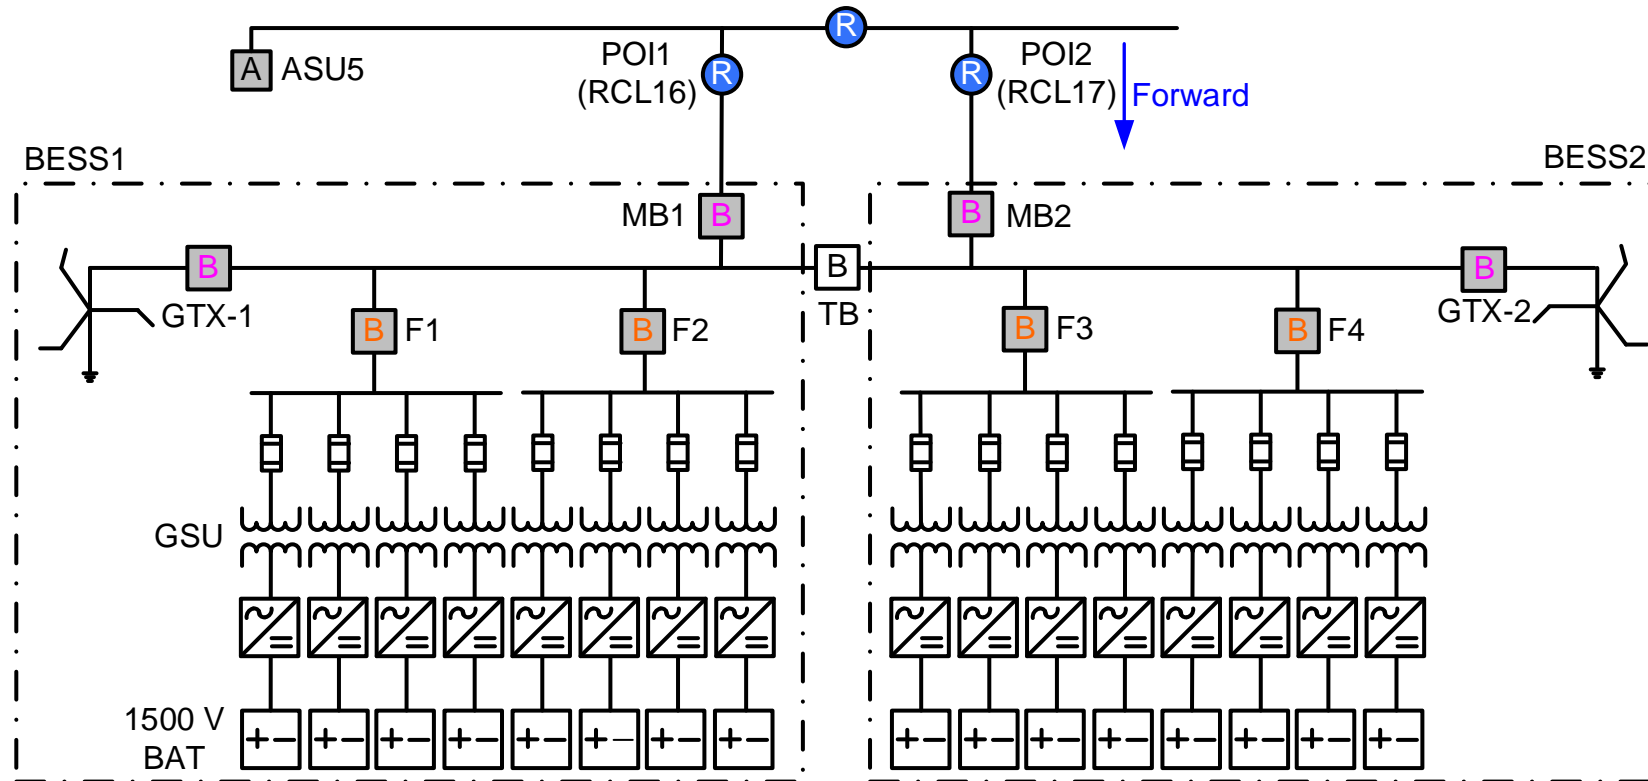 R
A ASU5
POI1
(RCL16)
R
R
POI2
(RCL17)
Forward
BESS1
BESS2
MB1 B
B MB2
B
GTX-1
B
TB
B
GTX-2
B F1
B F2
B F3
B F4
GSU
1500 V
BAT